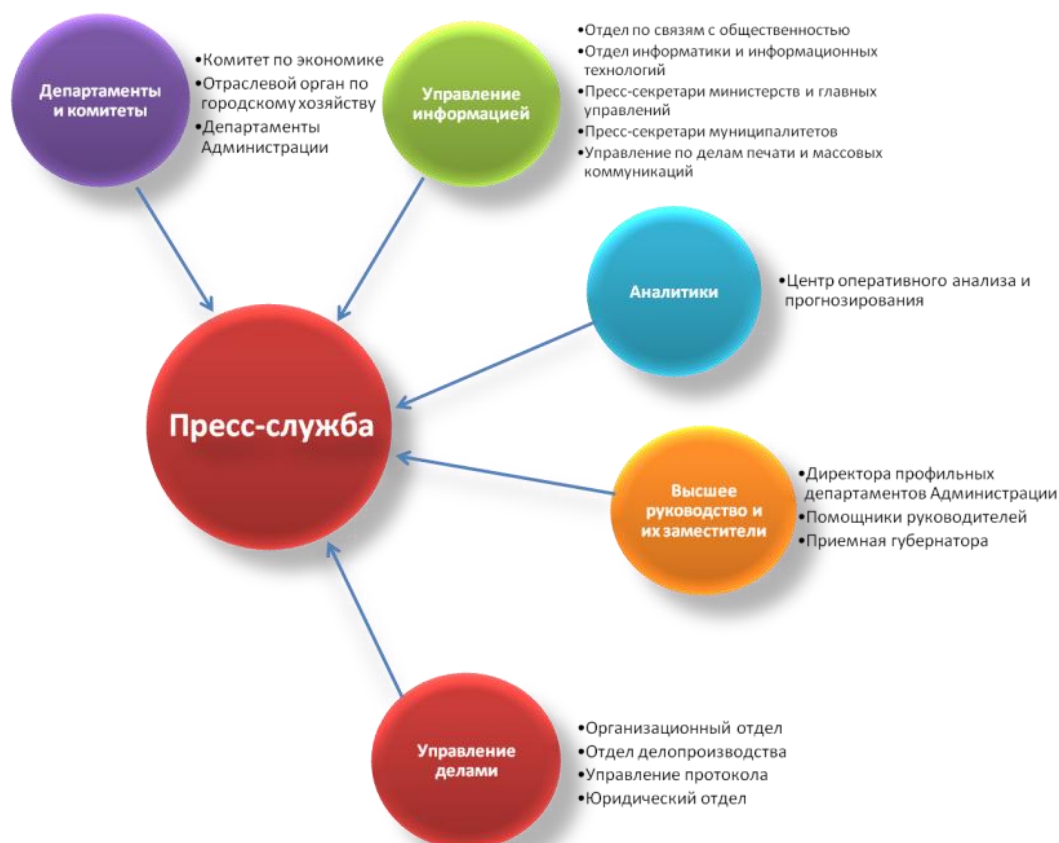 Департаменты
и комитеты
•Комитет по экономике
•Отраслевой орган по
городскому хозяйству
•Департаменты
Администрации
Управление
информацией
•Отдел по связям с общественностью
•Отдел информатики и информационных
технологий
•Пресс-секретари министерств и главных
управлений
•Пресс-секретари муниципалитетов
•Управление по делам печати и массовых
коммуникаций
Аналитики
•Центр оперативного анализа и
прогнозирования
Пресс-служба
Высшее
руководство и
их заместители
•Директора профильных
департаментов Администрации
•Помощники руководителей
•Приемная губернатора
Управление
делами
•Организационный отдел
•Отдел делопроизводства
•Управление протокола
•Юридический отдел